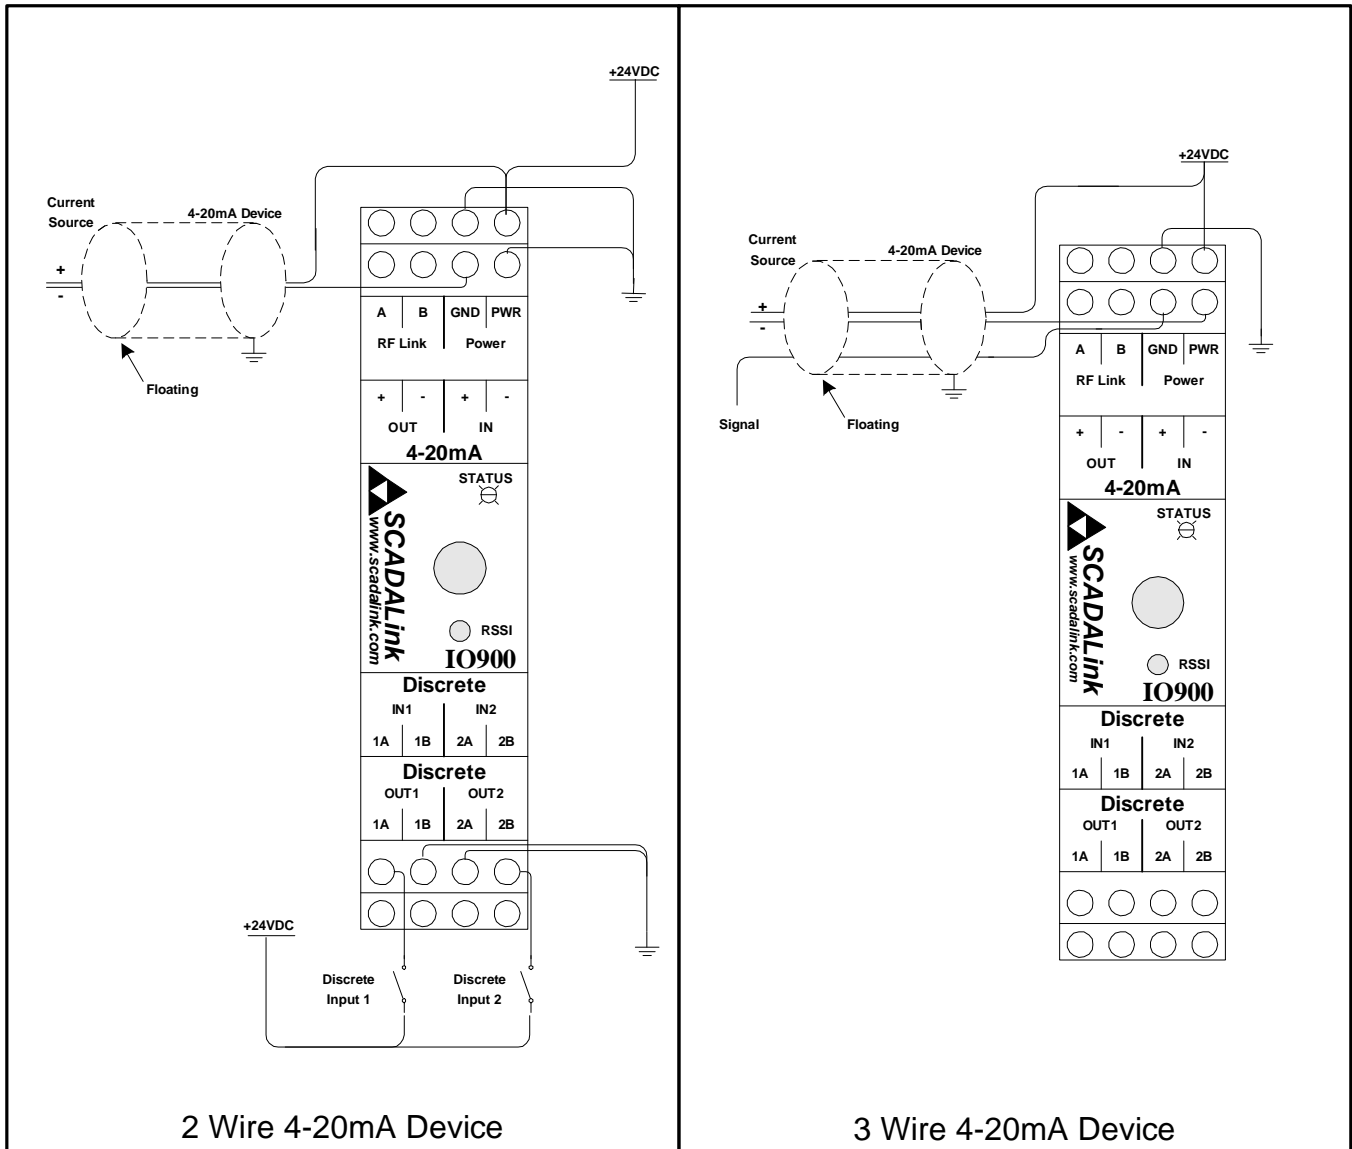 +24VDC
Current
Source
4-20mA Device
+
-
Floating
A B GND PWR
RF Link Power
+ - + -
OUT IN
4-20mA
STATUS
SCADALink
www.scadalink.com
RSSI
IO900
Discrete
IN1 IN2
1A 1B 2A 2B
Discrete
OUT1 OUT2
1A 1B 2A 2B
+24VDC
Discrete
Input 1
Discrete
Input 2
2 Wire 4-20mA Device
+24VDC
Current
Source
4-20mA Device
+
-
Signal
Floating
A B GND PWR
RF Link Power
+ - + -
OUT IN
4-20mA
STATUS
SCADALink
www.scadalink.com
RSSI
IO900
Discrete
IN1 IN2
1A 1B 2A 2B
Discrete
OUT1 OUT2
1A 1B 2A 2B
3 Wire 4-20mA Device